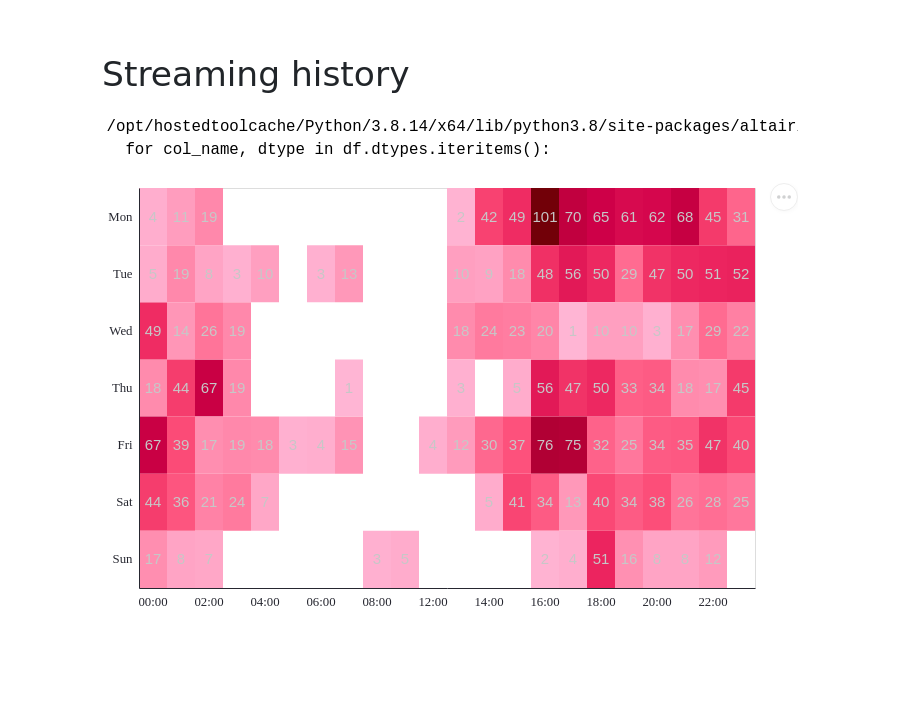 Streaming history
/opt/hostedtoolcache/Python/3.8.14/x64/lib/python3.8/site-packages/altair
for col_name, dtype in df.dtypes.iteritems():
Mon 11 19 42 49 101 70 65 61 62 68 45 31
Tue 19 10 13 10 18 48 56 50 29 47 50 51 52
Wed 49 14 26 19 18 24 23 20 10 10 17 29 22
Thu 18 44 67 19 56 47 50 33 34 18 17 45
Fri 67 39 17 19 18 15 12 30 37 76 75 32 25 34 35 47 40
Sat 44 36 21 24 41 34 13 40 34 38 26 28 25
Sun 17 51 16 12
00:00 02:00 04:00 06:00 08:00 12:00 14:00 16:00 18:00 20:00 22:00